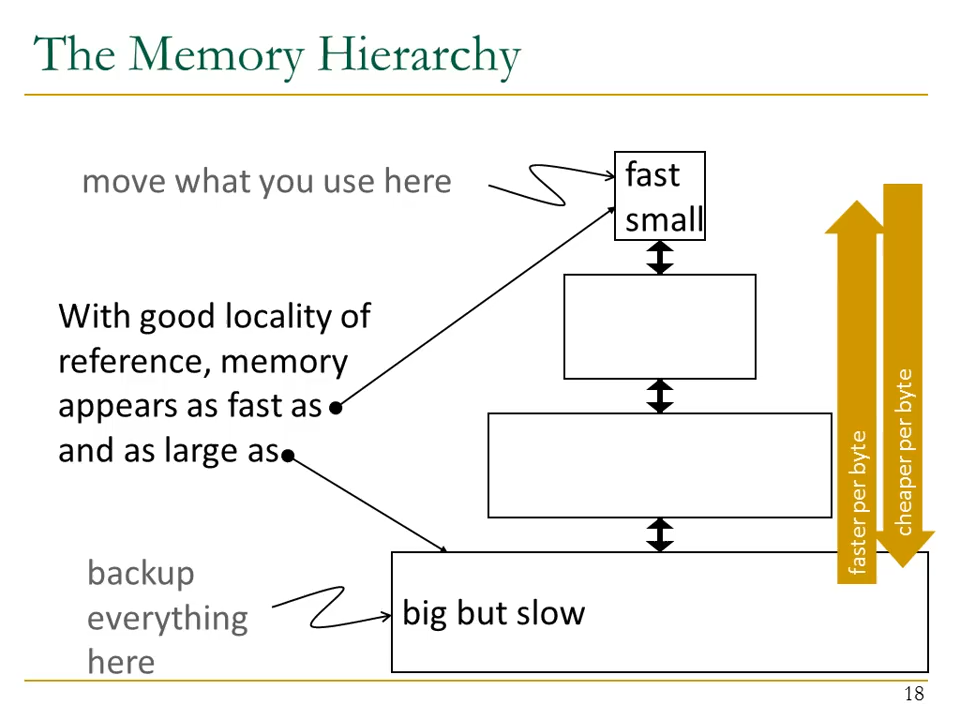 The Memory Hierarchy
move what you use here
fast
small
With good locality of
reference, memory
appears as fast as
and as large as
faster per byte
cheaper per byte
backup
everything
here
big but slow
18